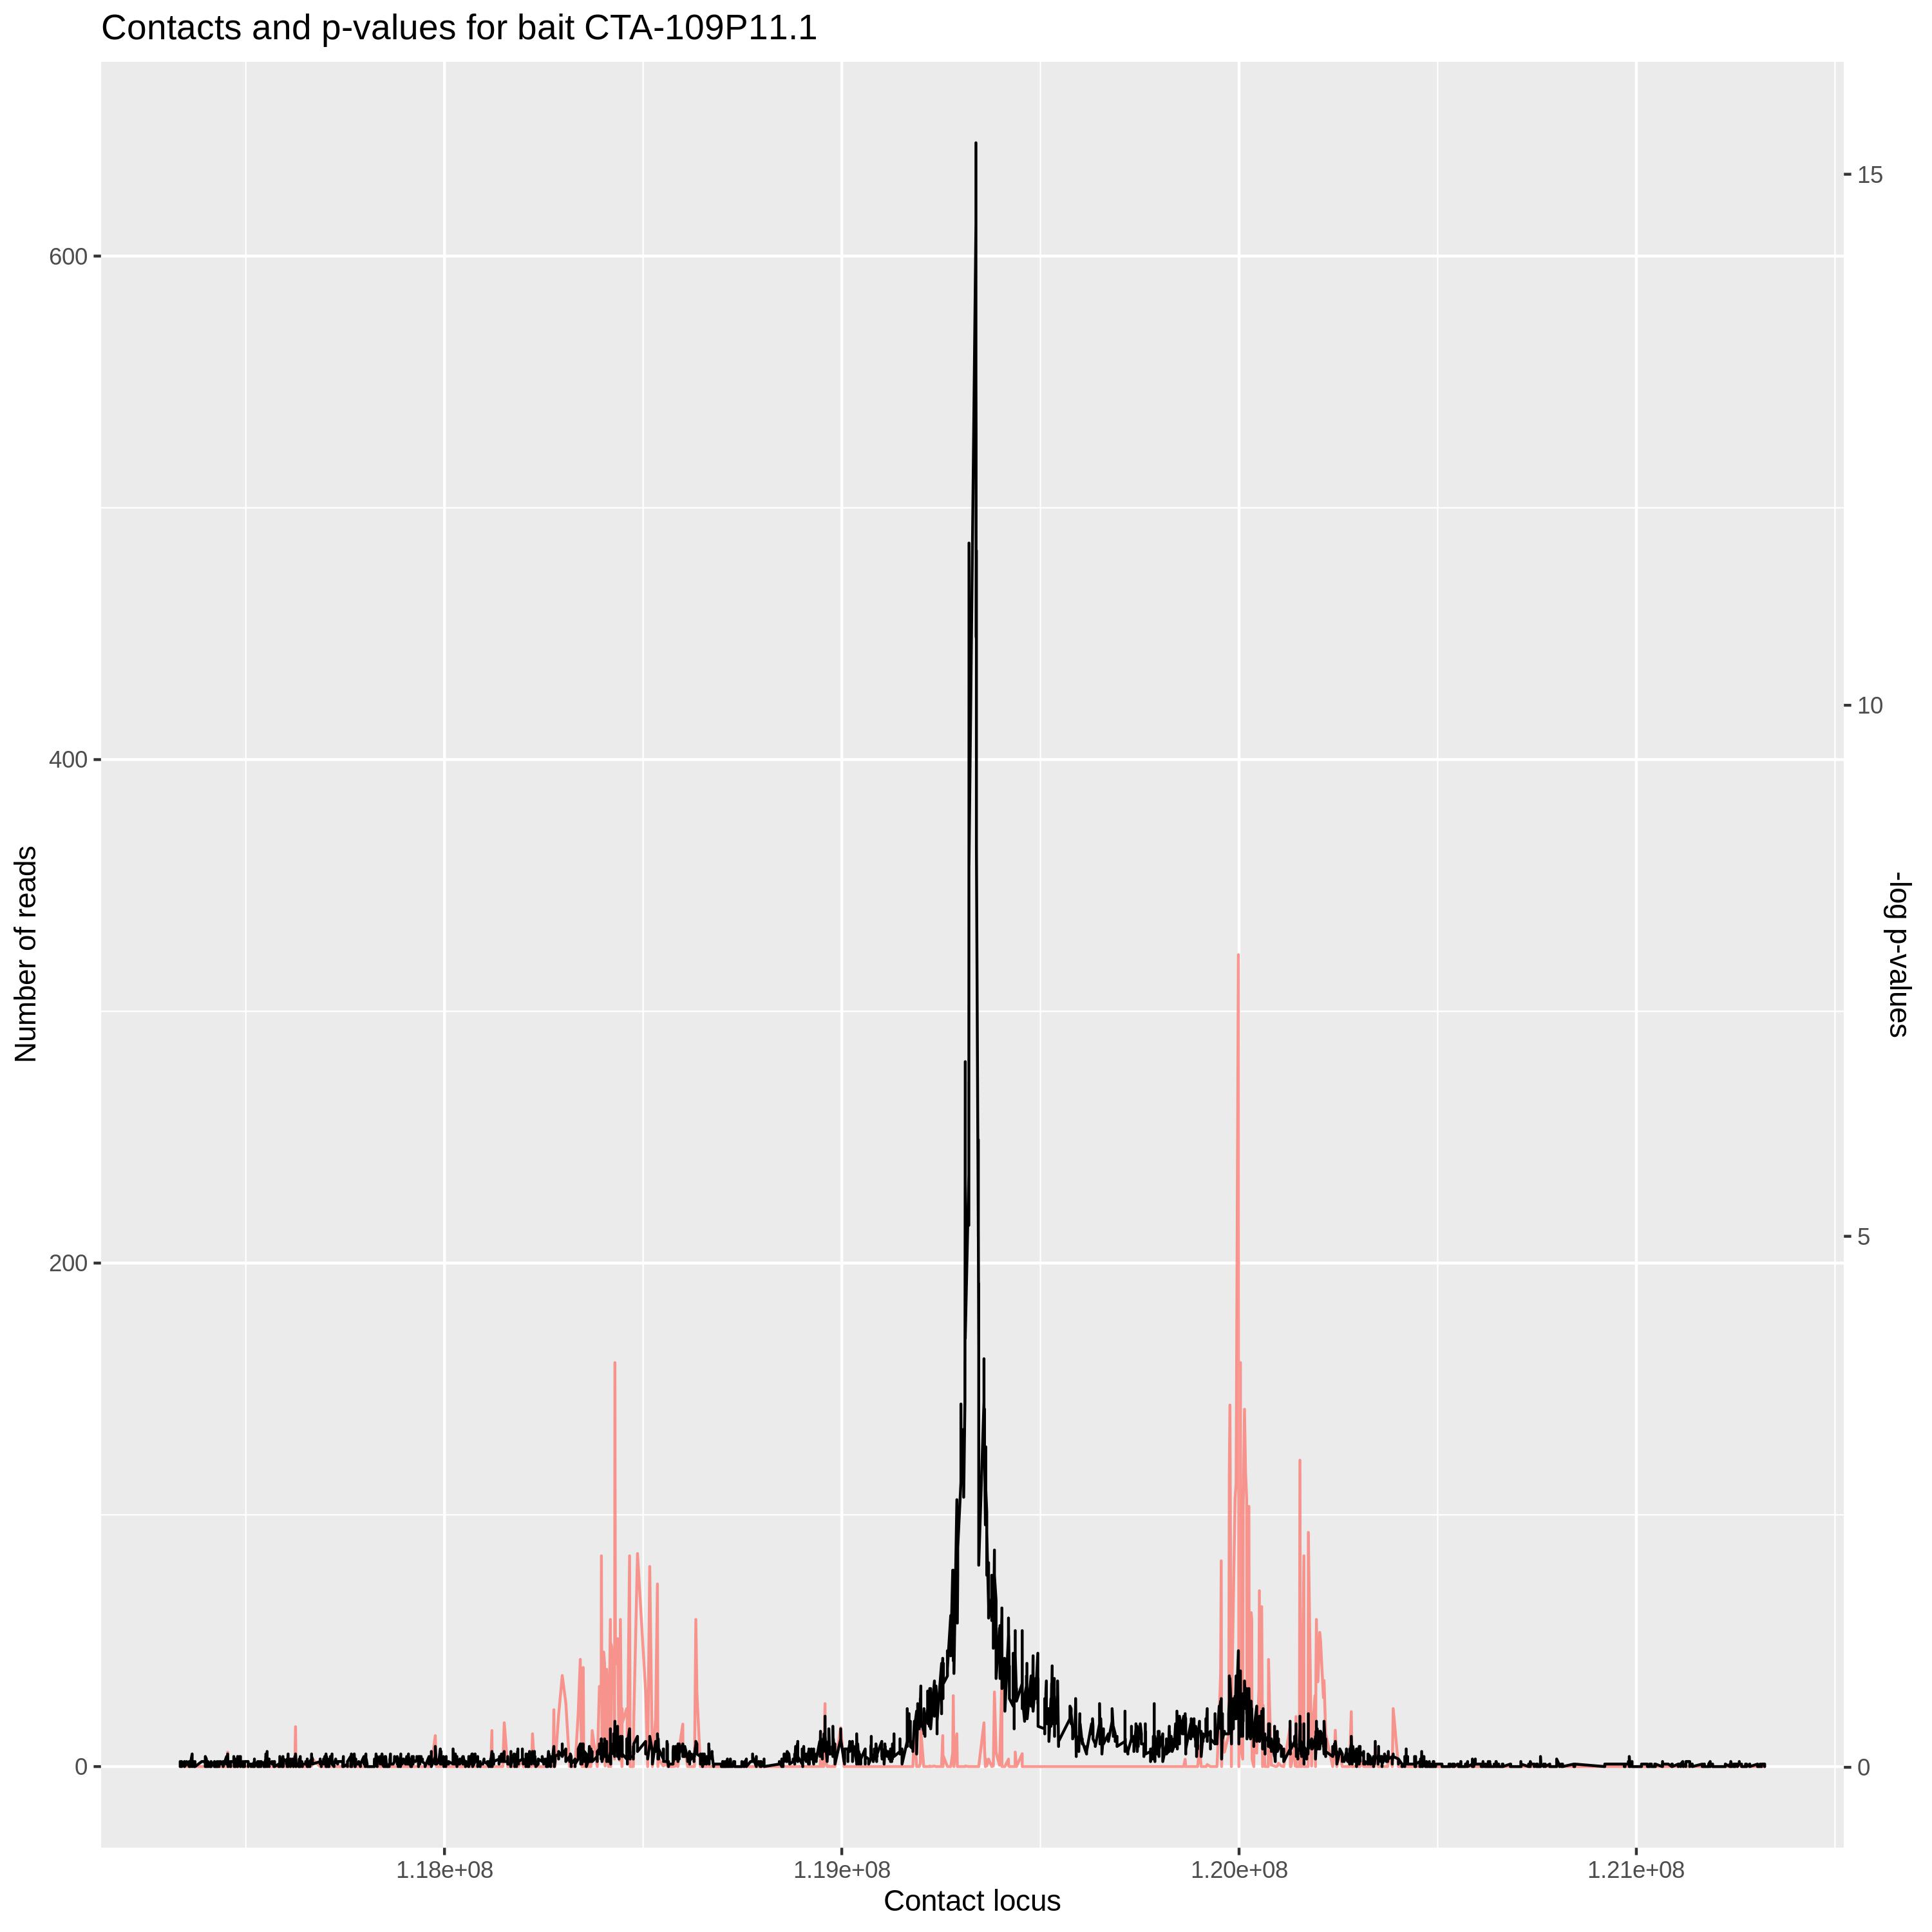 Contacts and p-values for bait CTA-109P11.1
Number of reads
600
400
200
0
15
10
5
0
-log p-values
1.18e+08
1.19e+08
1.20e+08
1.21e+08
Contact locus